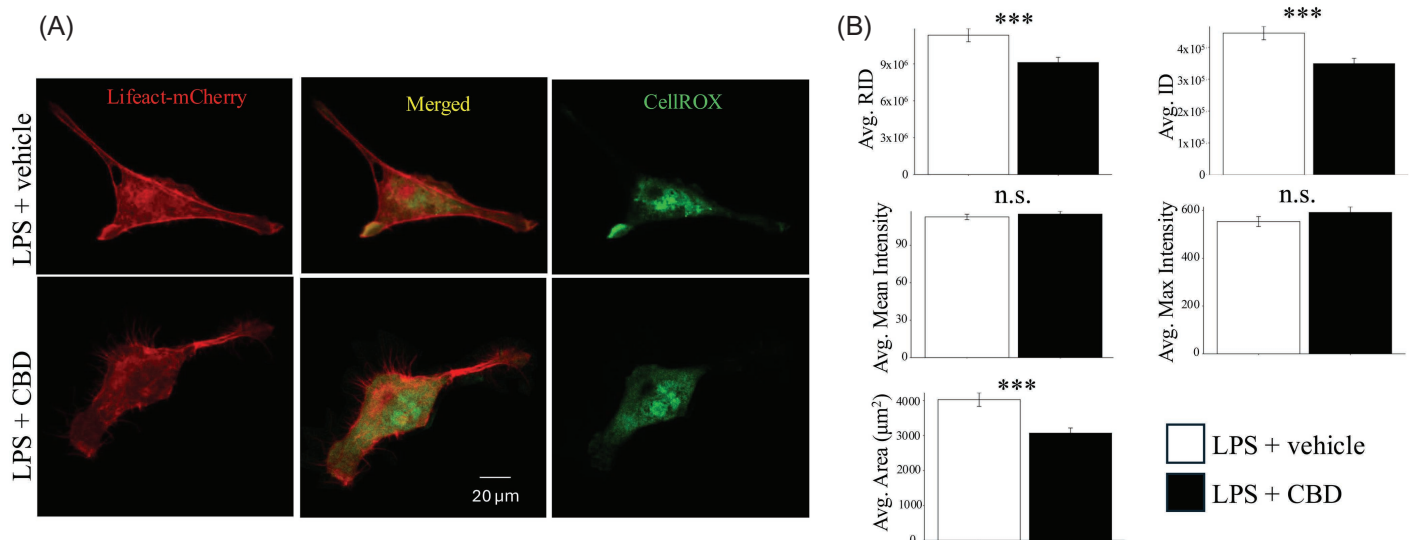 (A)
Lifeact-mCherry
Merged
CellROX
LPS + vehicle
LPS + CBD
20 µm
(B)
***
Avg. RID
9x10⁶
6x10⁶
3x10⁶
0
***
Avg. ID
4x10⁵
3x10⁵
2x10⁵
1x10⁵
0
n.s.
Avg. Mean Intensity
90
60
30
0
n.s.
Avg. Max Intensity
600
400
200
0
***
Avg. Area (µm²)
4000
3000
2000
1000
0
LPS + vehicle
LPS + CBD